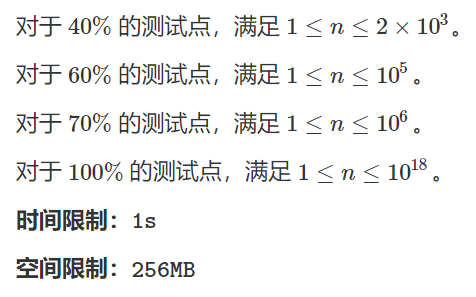 对于 40% 的测试点，满足 1 ≤ n ≤ 2 × 10³。
对于 60% 的测试点，满足 1 ≤ n ≤ 10⁵ 。
对于 70% 的测试点，满足 1 ≤ n ≤ 10⁶ 。
对于 100% 的测试点，满足 1 ≤ n ≤ 10¹⁸ 。
时间限制：1s
空间限制：256MB